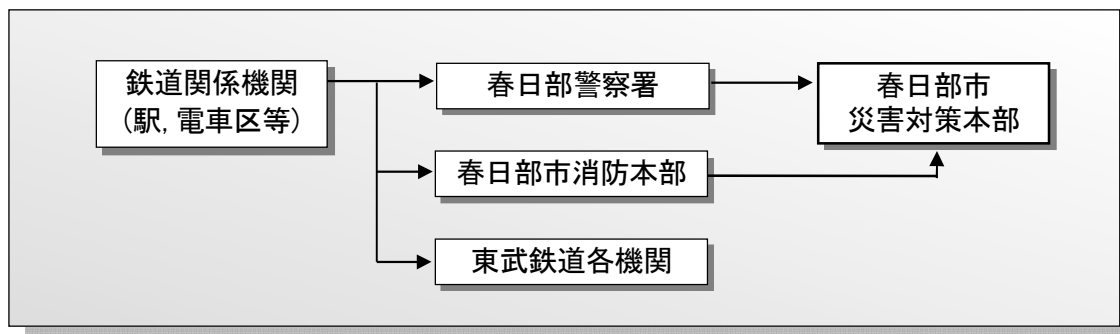 鉄道関係機関
(駅,電車区等)
春日部警察署
春日部市
災害対策本部
春日部市消防本部
東武鉄道各機関